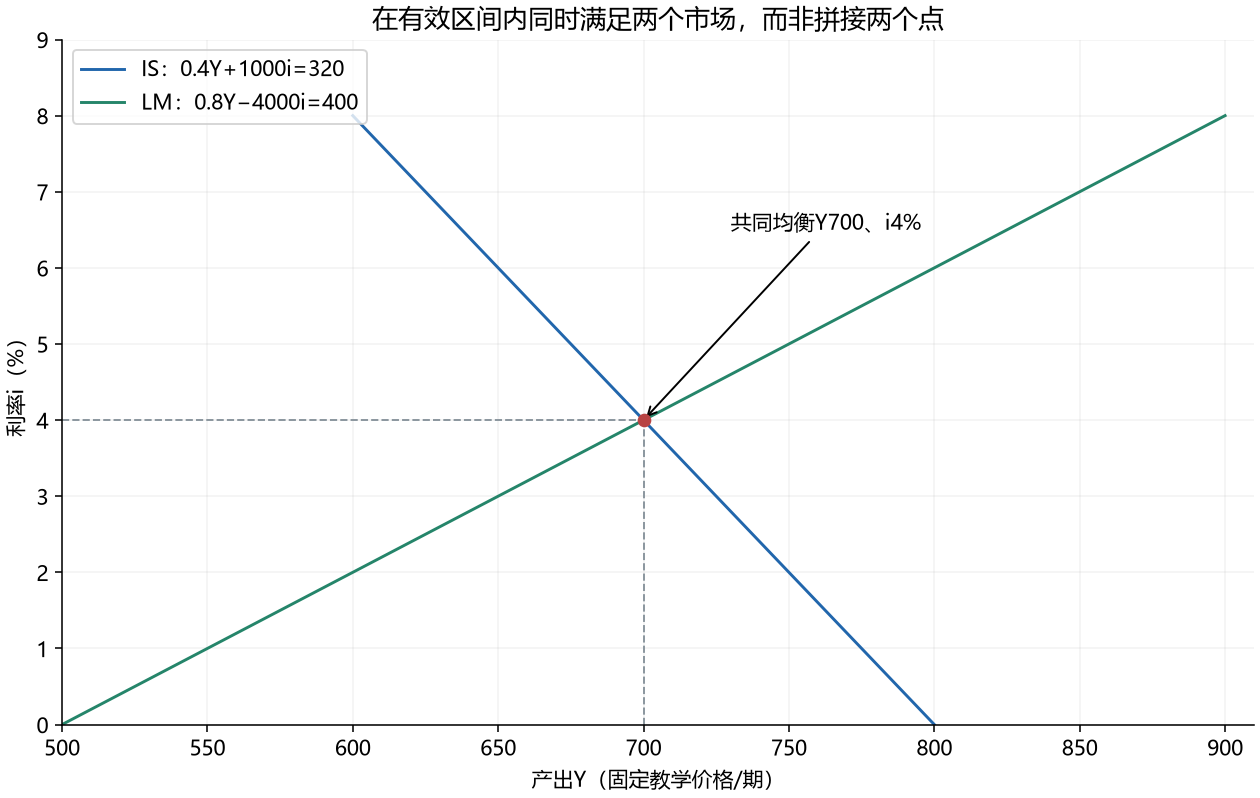 在有效区间内同时满足两个市场，而非拼接两个点
IS：0.4Y+1000i=320
LM：0.8Y−4000i=400
共同均衡Y700、i4%
利率i（%）
9
8
7
6
5
4
3
2
1
0
500 550 600 650 700 750 800 850 900
产出Y（固定教学价格/期）